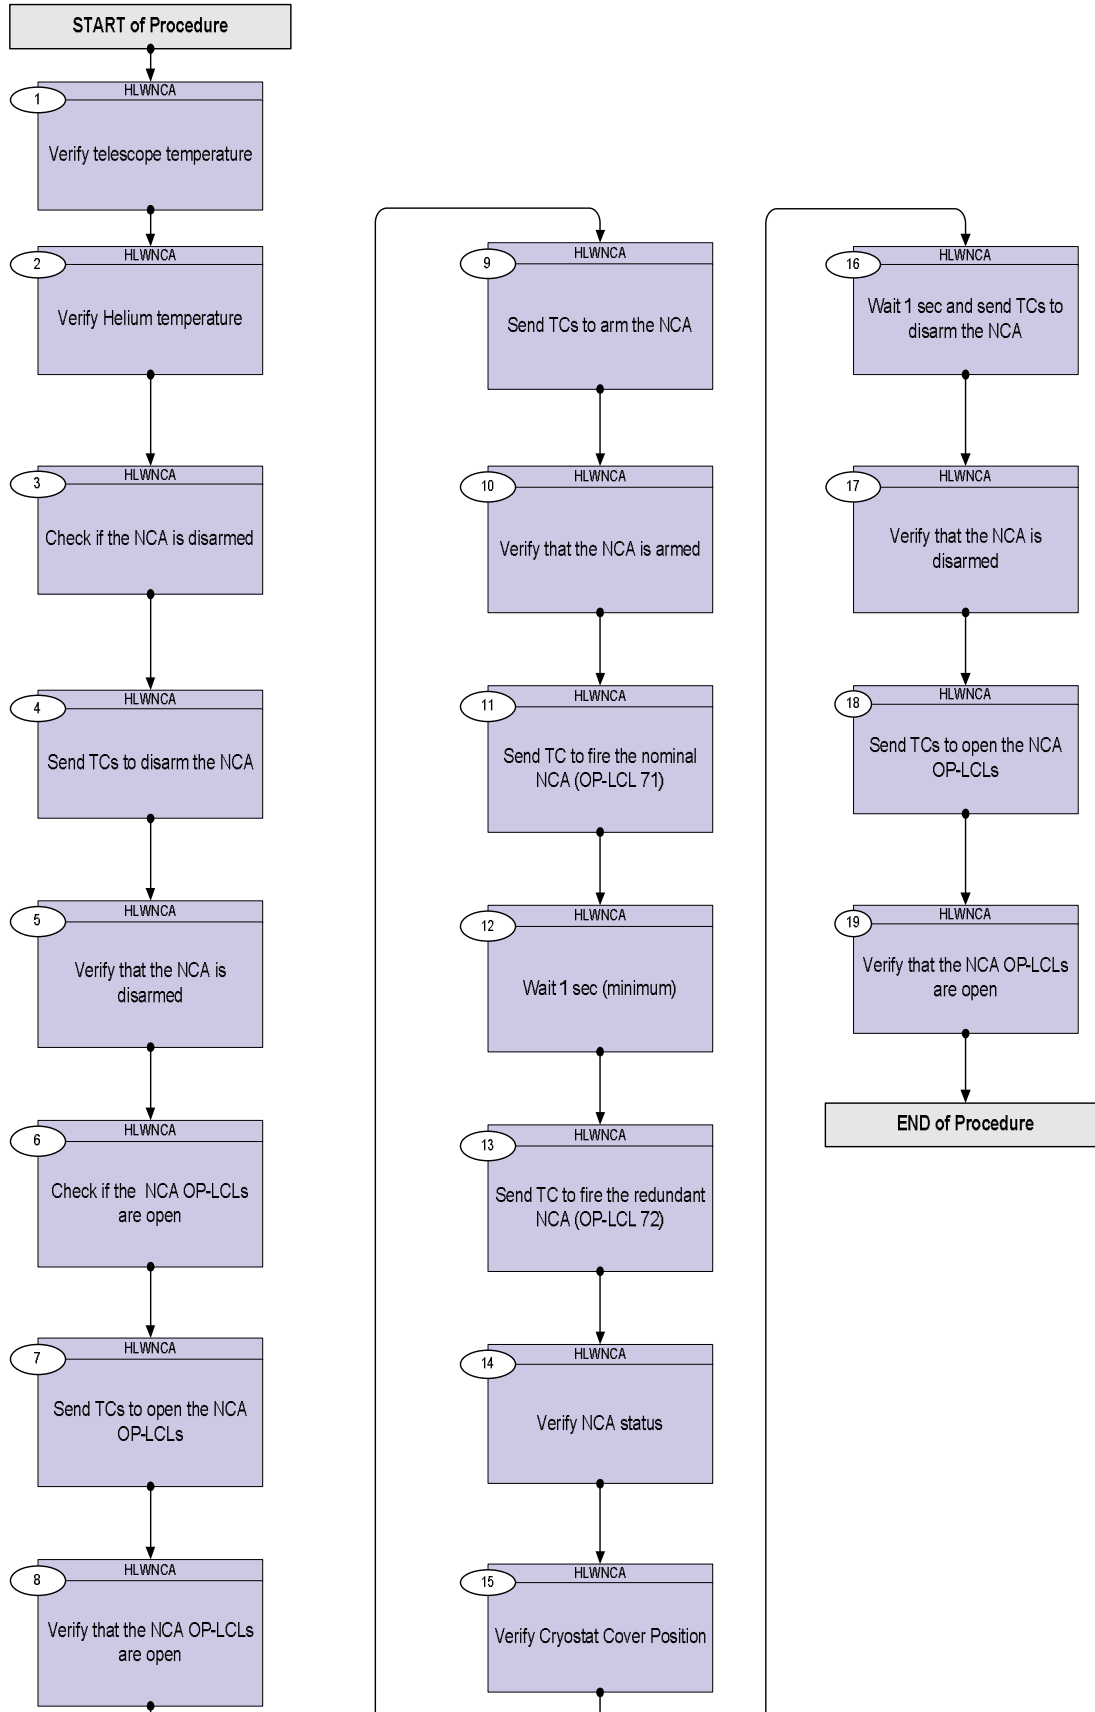 START of Procedure
HLWNCA
1
Verify telescope temperature
HLWNCA
2
Verify Helium temperature
HLWNCA
3
Check if the NCA is disarmed
HLWNCA
4
Send TCs to disarm the NCA
HLWNCA
5
Verify that the NCA is
disarmed
HLWNCA
6
Check if the NCA OP-LCLs
are open
HLWNCA
7
Send TCs to open the NCA
OP-LCLs
HLWNCA
8
Verify that the NCA OP-LCLs
are open
HLWNCA
9
Send TCs to arm the NCA
HLWNCA
10
Verify that the NCA is armed
HLWNCA
11
Send TC to fire the nominal
NCA (OP-LCL 71)
HLWNCA
12
Wait 1 sec (minimum)
HLWNCA
13
Send TC to fire the redundant
NCA (OP-LCL 72)
HLWNCA
14
Verify NCA status
HLWNCA
15
Verify Cryostat Cover Position
HLWNCA
16
Wait 1 sec and send TCs to
disarm the NCA
HLWNCA
17
Verify that the NCA is
disarmed
HLWNCA
18
Send TCs to open the NCA
OP-LCLs
HLWNCA
19
Verify that the NCA OP-LCLs
are open
END of Procedure